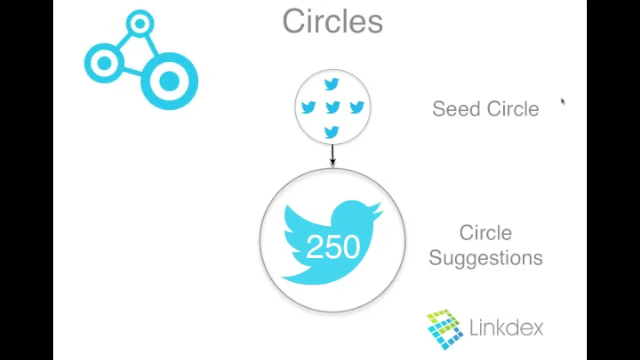 Circles
Seed Circle
250
Circle
Suggestions
Linkdex